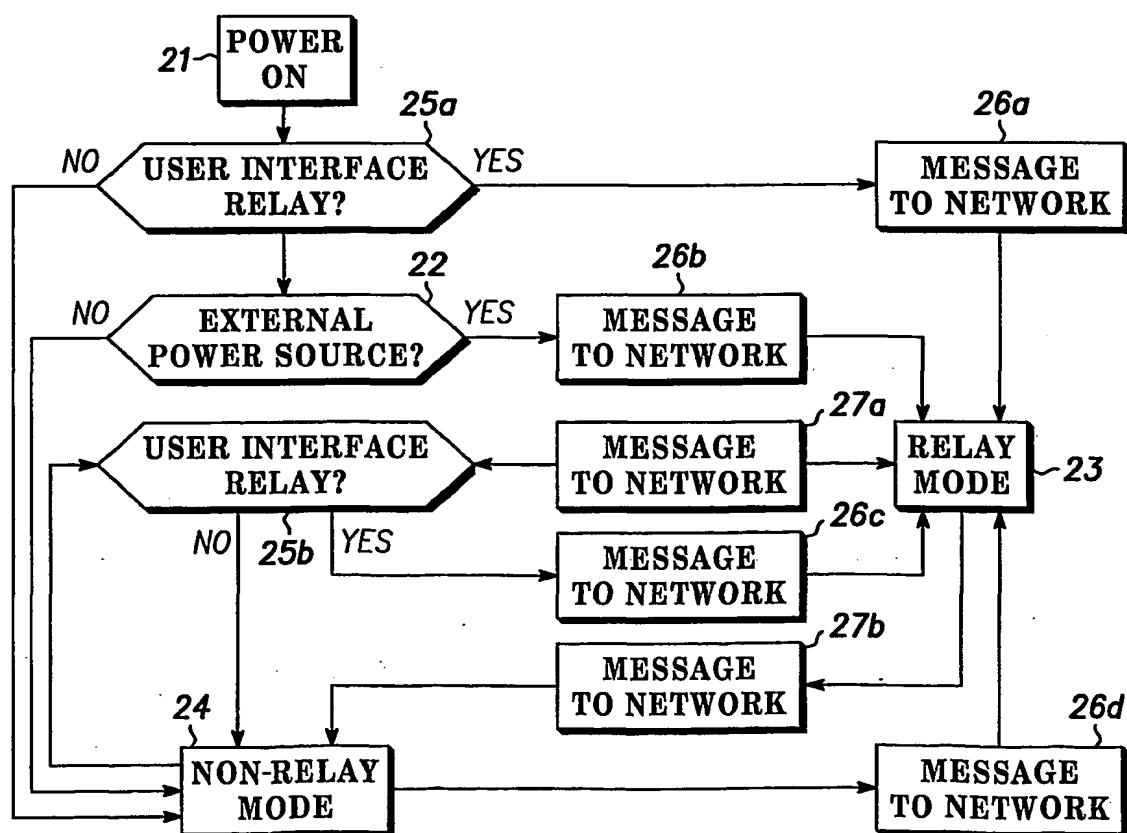 21
POWER
ON
25a
26a
NO
USER INTERFACE
RELAY?
YES
MESSAGE
TO NETWORK
22
26b
NO
EXTERNAL
POWER SOURCE?
YES
MESSAGE
TO NETWORK
27a
USER INTERFACE
RELAY?
MESSAGE
TO NETWORK
RELAY
MODE
23
NO
25b
YES
26c
MESSAGE
TO NETWORK
27b
MESSAGE
TO NETWORK
24
26d
NON-RELAY
MODE
MESSAGE
TO NETWORK